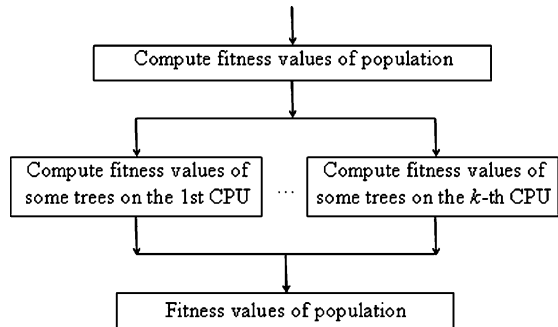 Compute fitness values of population
Compute fitness values of
some trees on the 1st CPU
...
Compute fitness values of
some trees on the k-th CPU
Fitness values of population